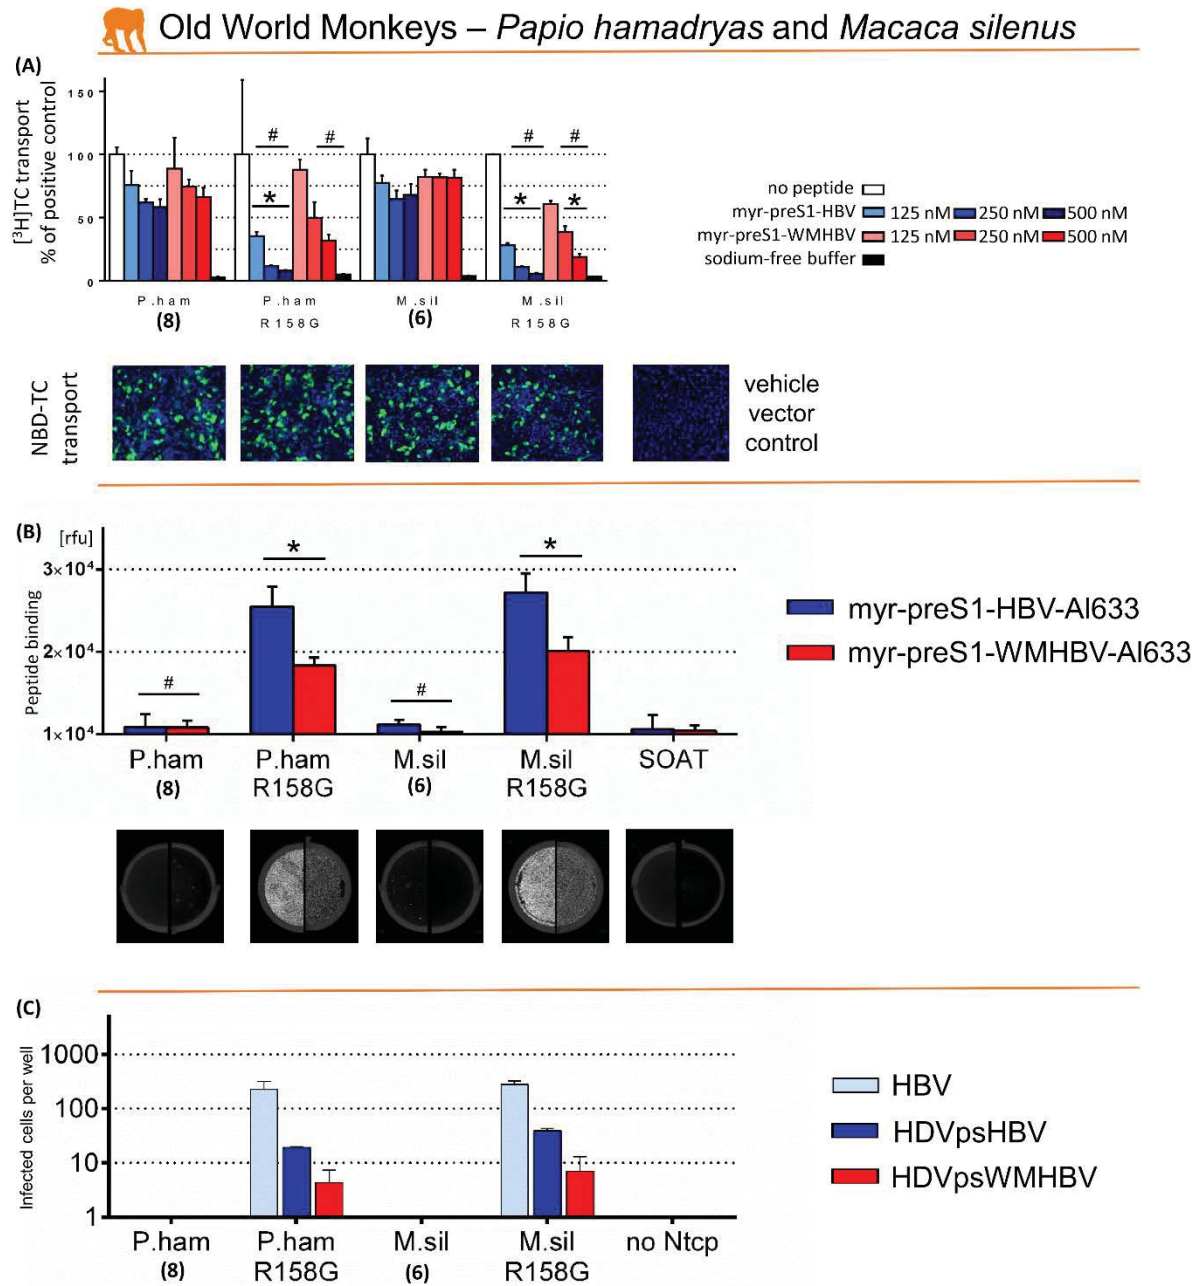 Old World Monkeys – Papio hamadryas and Macaca silenus
(A)
[³H]TC transport
% of positive control
150
100
50
0
#
#
*
#
#
*
*
P.ham
(8)
P.ham
R158G
M.sil
(6)
M.sil
R158G
no peptide
myr-preS1-HBV 125 nM 250 nM 500 nM
myr-preS1-WMHBV 125 nM 250 nM 500 nM
sodium-free buffer
NBD-TC
transport
vehicle
vector
control
(B)
[rfu]
Peptide binding
3×10⁴
2×10⁴
1×10⁴
#
*
#
*
P.ham
(8)
P.ham
R158G
M.sil
(6)
M.sil
R158G
SOAT
myr-preS1-HBV-Al633
myr-preS1-WMHBV-Al633
(C)
Infected cells per well
1000
100
10
1
P.ham
(8)
P.ham
R158G
M.sil
(6)
M.sil
R158G
no Ntcp
HBV
HDVpsHBV
HDVpsWMHBV